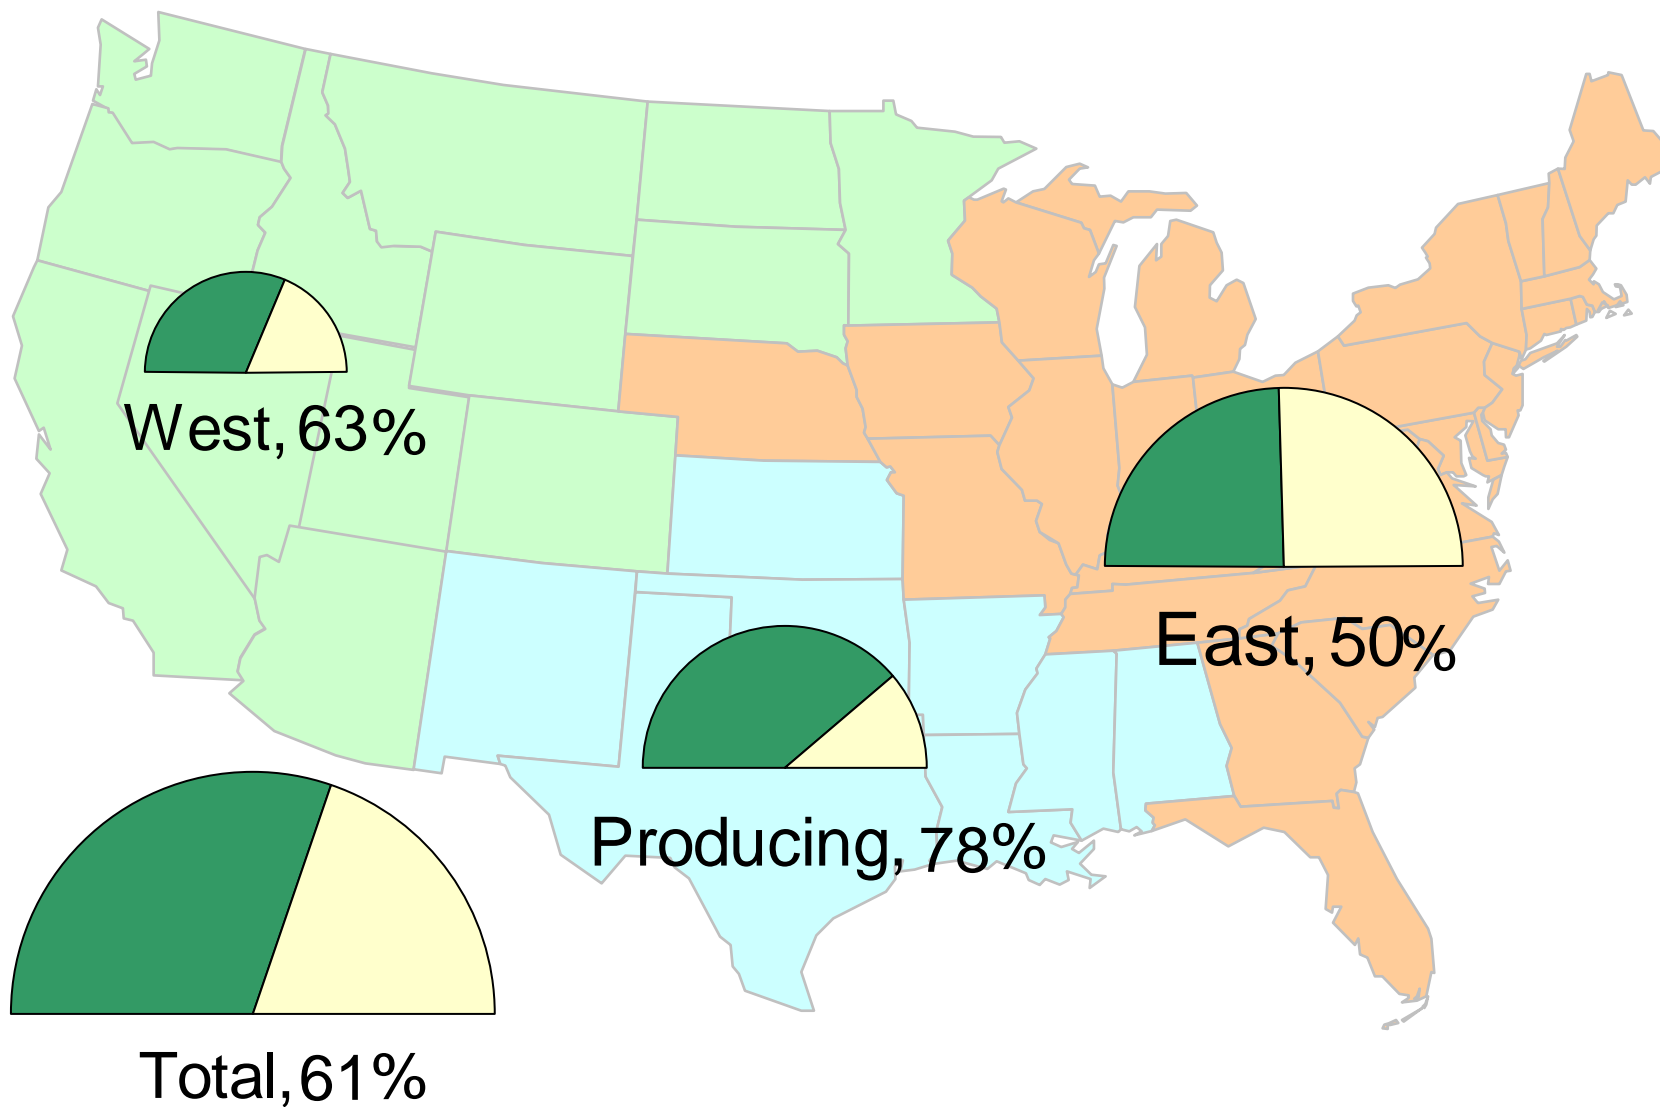 West, 63%
East, 50%
Producing, 78%
Total, 61%